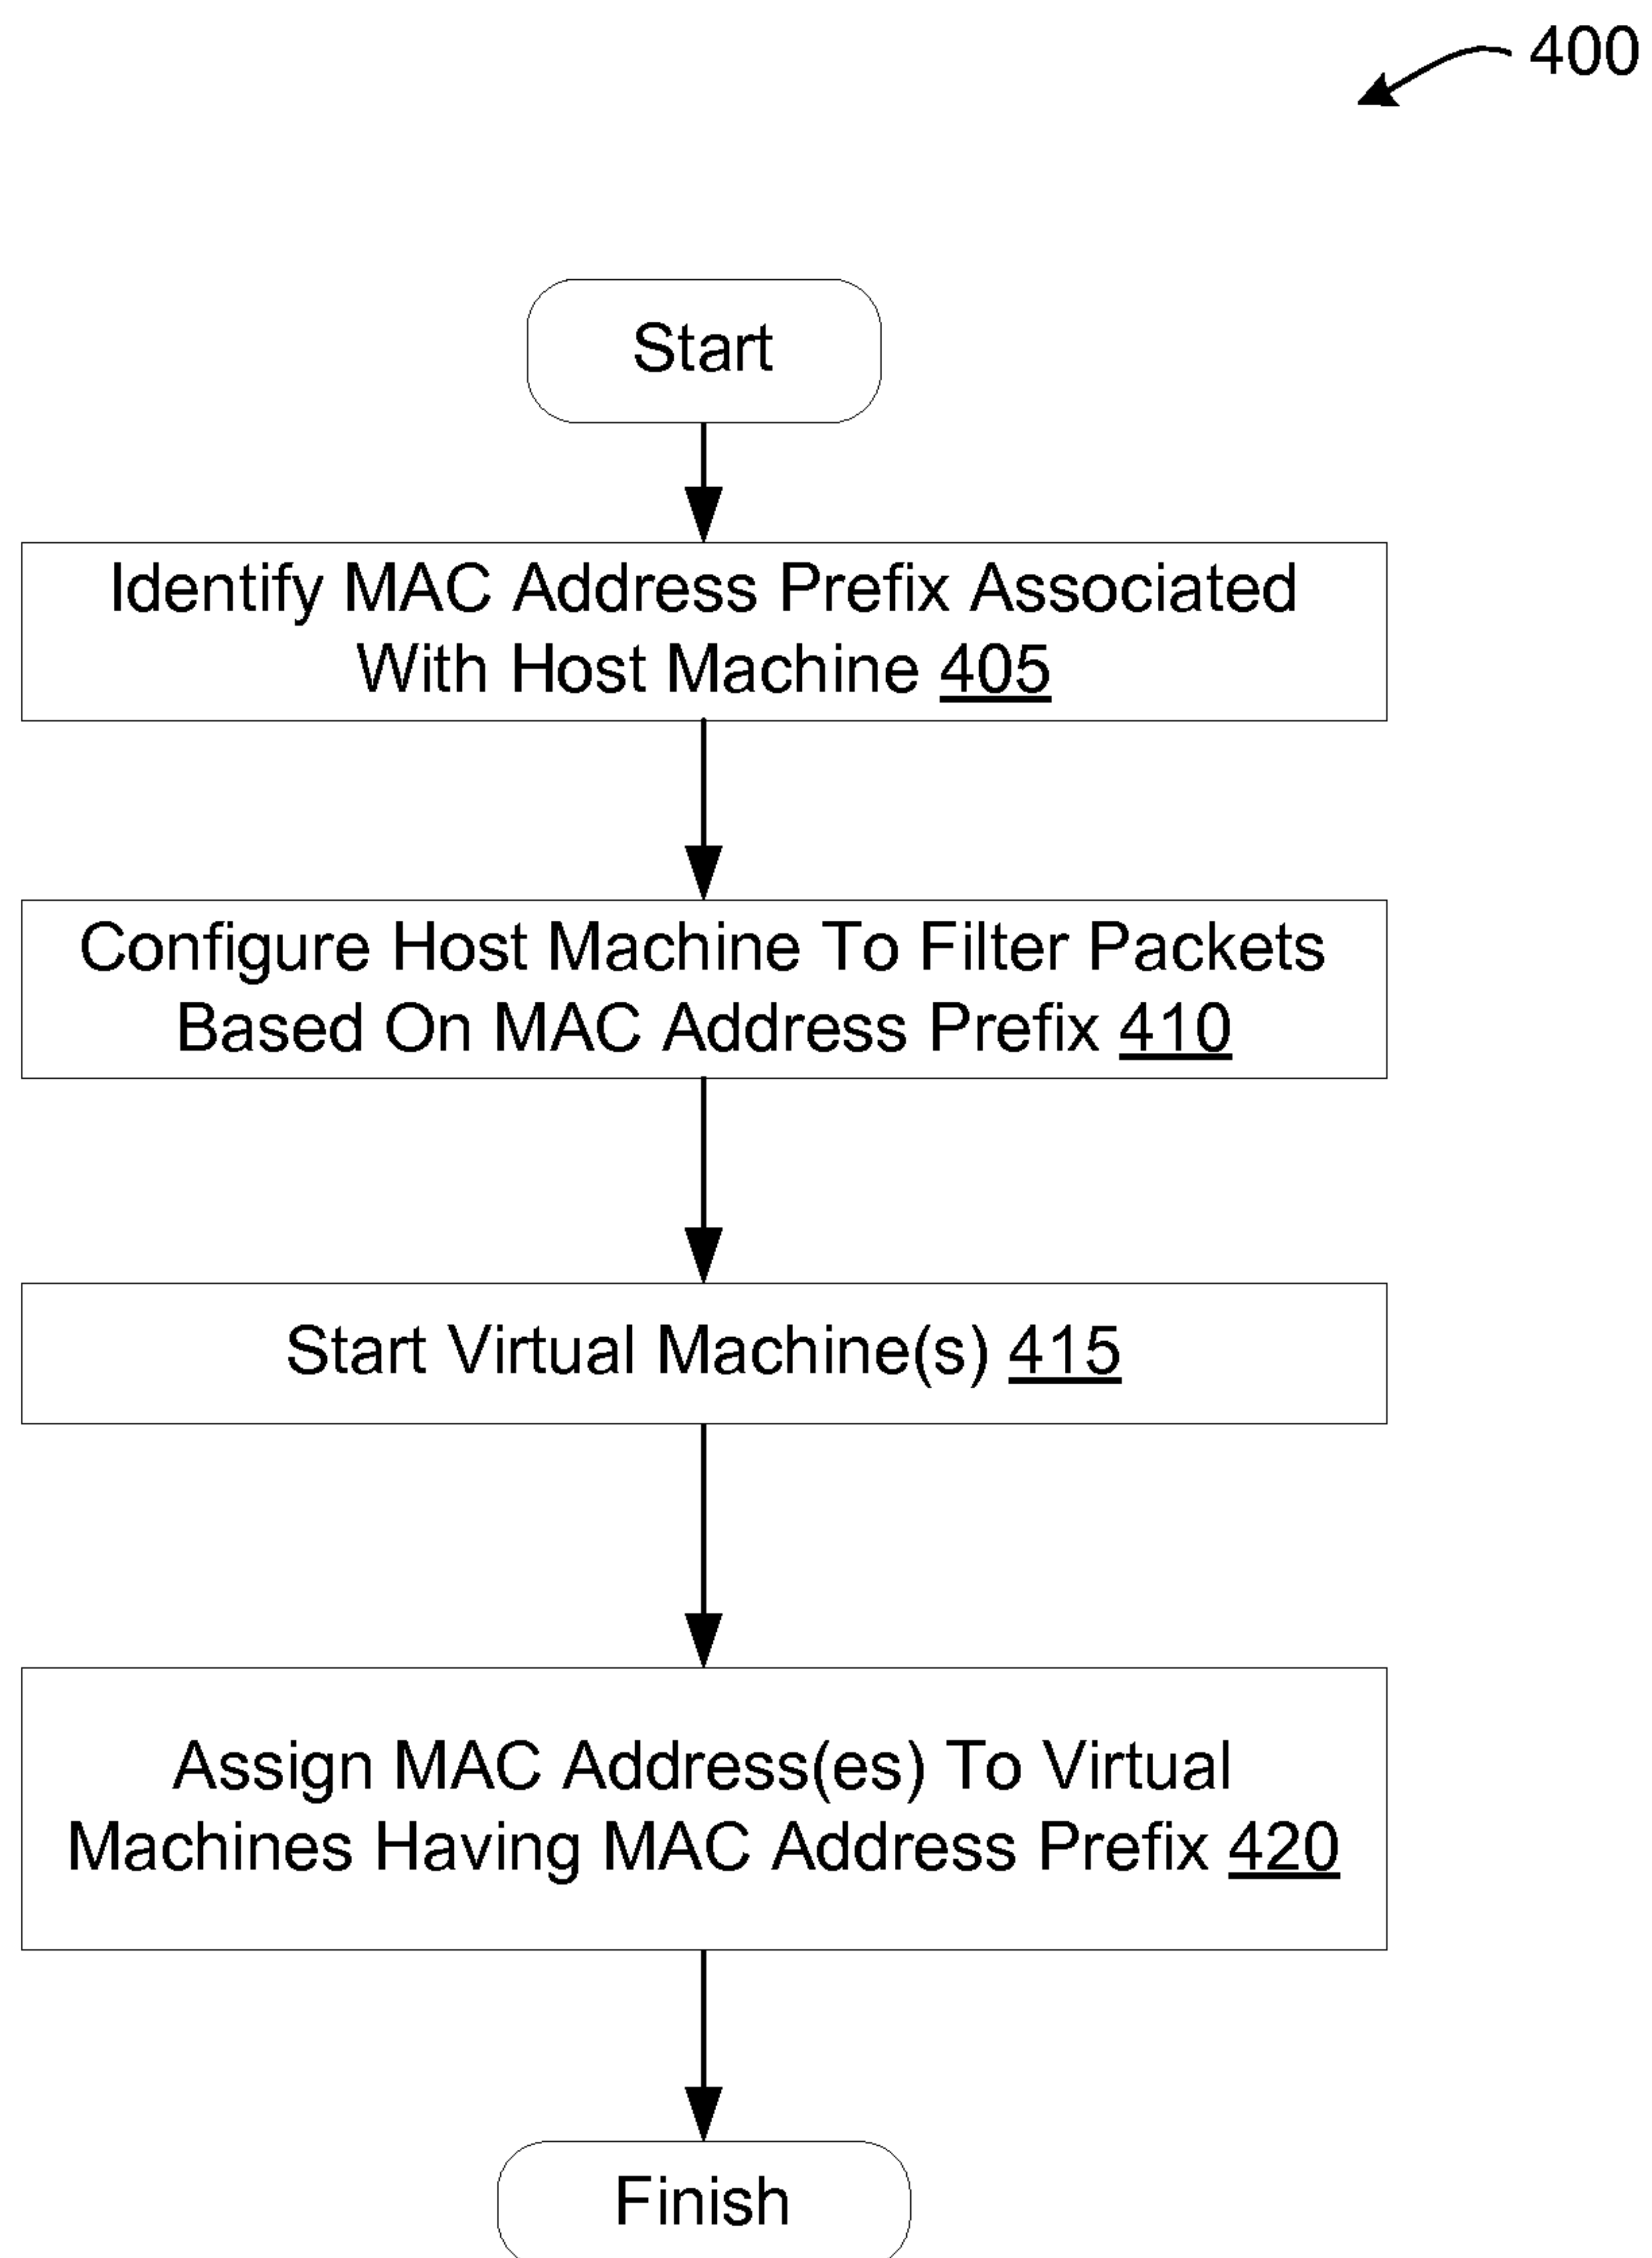 400
Start
Identify MAC Address Prefix Associated
With Host Machine 405
Configure Host Machine To Filter Packets
Based On MAC Address Prefix 410
Start Virtual Machine(s) 415
Assign MAC Address(es) To Virtual
Machines Having MAC Address Prefix 420
Finish